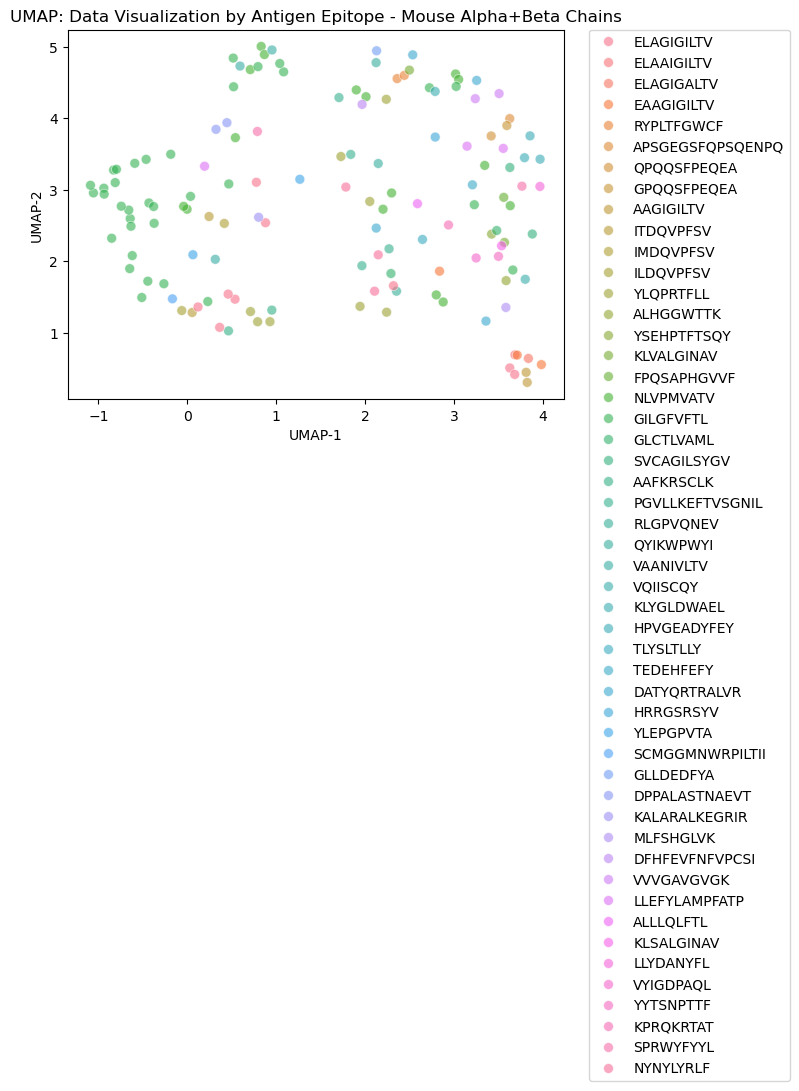 UMAP: Data Visualization by Antigen Epitope - Mouse Alpha+Beta Chains
5
4
3
2
1
UMAP-2
−1
0
1
2
3
4
UMAP-1
ELAGIGILTV
ELAAIGILTV
ELAGIGALTV
EAAGIGILTV
RYPLTFGWCF
APSGEGSFQPSQENPQ
QPQQSFPEQEA
GPQQSFPEQEA
AAGIGILTV
ITDQVPFSV
IMDQVPFSV
ILDQVPFSV
YLQPRTFLL
ALHGGWTTK
YSEHPTFTSQY
KLVALGINAV
FPQSAPHGVVF
NLVPMVATV
GILGFVFTL
GLCTLVAML
SVCAGILSYGV
AAFKRSCLK
PGVLLKEFTVSGNIL
RLGPVQNEV
QYIKWPWYI
VAANIVLTV
VQIISCQY
KLYGLDWAEL
HPVGEADYFEY
TLYSLTLLY
TEDEHFEFY
DATYQRTRALVR
HRRGSRSYV
YLEPGPVTA
SCMGGMNWRPILTII
GLLDEDFYA
DPPALASTNAEVT
KALARALKEGRIR
MLFSHGLVK
DFHFEVFNFVPCSI
VVVGAVGVGK
LLEFYLAMPFATP
ALLLQLFTL
KLSALGINAV
LLYDANYFL
VYIGDPAQL
YYTSNPTTF
KPRQKRTAT
SPRWYFYYL
NYNYLYRLF